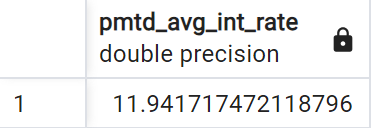 pmtd_avg_int_rate
double precision
1
11.941717472118796